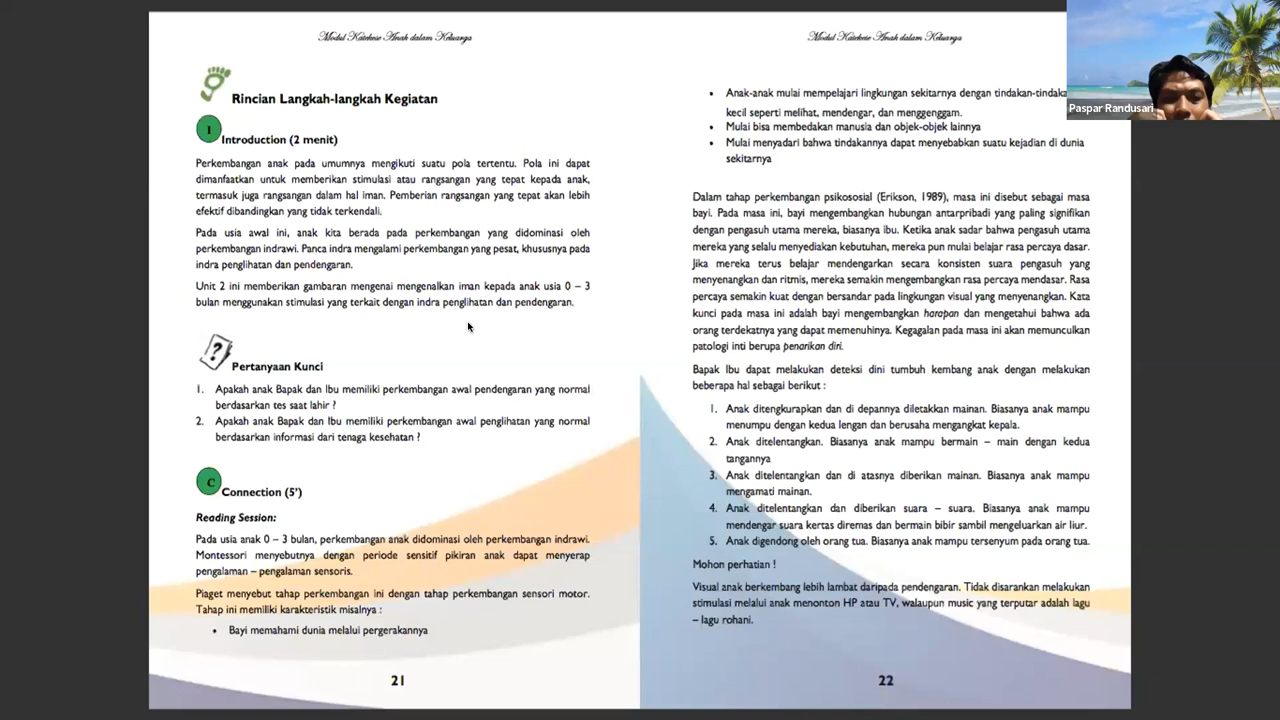 Modul Katekese Anak dalam Keluarga
Rincian Langkah-langkah Kegiatan
I
Introduction (2 menit)
Perkembangan anak pada umumnya mengikuti suatu pola tertentu. Pola ini dapat
dimanfaatkan untuk memberikan stimulasi atau rangsangan yang tepat kepada anak,
termasuk juga rangsangan dalam hal iman. Pemberian rangsangan yang tepat akan lebih
efektif dibandingkan yang tidak terkendali.
Pada usia awal ini, anak kita berada pada perkembangan yang didominasi oleh
perkembangan indrawi. Panca indra mengalami perkembangan yang pesat, khususnya pada
indra penglihatan dan pendengaran.
Unit 2 ini memberikan gambaran mengenai mengenalkan iman kepada anak usia 0 – 3
bulan menggunakan stimulasi yang terkait dengan indra penglihatan dan pendengaran.
?
Pertanyaan Kunci
1. Apakah anak Bapak dan Ibu memiliki perkembangan awal pendengaran yang normal
berdasarkan tes saat lahir ?
2. Apakah anak Bapak dan Ibu memiliki perkembangan awal penglihatan yang normal
berdasarkan informasi dari tenaga kesehatan ?
C
Connection (5')
Reading Session:
Pada usia anak 0 – 3 bulan, perkembangan anak didominasi oleh perkembangan indrawi.
Montessori menyebutnya dengan periode sensitif pikiran anak dapat menyerap
pengalaman – pengalaman sensoris.
Piaget menyebut tahap perkembangan ini dengan tahap perkembangan sensori motor.
Tahap ini memiliki karakteristik misalnya :
• Bayi memahami dunia melalui pergerakannya
21
Modul Katekese Anak dalam Keluarga
• Anak-anak mulai mempelajari lingkungan sekitarnya dengan tindakan-tindaka
kecil seperti melihat, mendengar, dan menggenggam.
• Mulai bisa membedakan manusia dan objek-objek lainnya
• Mulai menyadari bahwa tindakannya dapat menyebabkan suatu kejadian di dunia
sekitarnya
Dalam tahap perkembangan psikososial (Erikson, 1989), masa ini disebut sebagai masa
bayi. Pada masa ini, bayi mengembangkan hubungan antarpribadi yang paling signifikan
dengan pengasuh utama mereka, biasanya ibu. Ketika anak sadar bahwa pengasuh utama
mereka yang selalu menyediakan kebutuhan, mereka pun mulai belajar rasa percaya dasar.
Jika mereka terus belajar mendengarkan secara konsisten suara pengasuh yang
menyenangkan dan ritmis, mereka semakin mengembangkan rasa percaya mendasar. Rasa
percaya semakin kuat dengan bersandar pada lingkungan visual yang menyenangkan. Kata
kunci pada masa ini adalah bayi mengembangkan harapan dan mengetahui bahwa ada
orang terdekatnya yang dapat memenuhinya. Kegagalan pada masa ini akan memunculkan
patologi inti berupa penarikan diri.
Bapak Ibu dapat melakukan deteksi dini tumbuh kembang anak dengan melakukan
beberapa hal sebagai berikut :
1. Anak ditengkurapkan dan di depannya diletakkan mainan. Biasanya anak mampu
menumpu dengan kedua lengan dan berusaha mengangkat kepala.
2. Anak ditelentangkan. Biasanya anak mampu bermain – main dengan kedua
tangannya
3. Anak ditelentangkan dan di atasnya diberikan mainan. Biasanya anak mampu
mengamati mainan.
4. Anak ditelentangkan dan diberikan suara – suara. Biasanya anak mampu
mendengar suara kertas diremas dan bermain bibir sambil mengeluarkan air liur.
5. Anak digendong oleh orang tua. Biasanya anak mampu tersenyum pada orang tua.
Mohon perhatian !
Visual anak berkembang lebih lambat daripada pendengaran. Tidak disarankan melakukan
stimulasi melalui anak menonton HP atau TV, walaupun music yang terputar adalah lagu
– lagu rohani.
22
Paspar Randusari